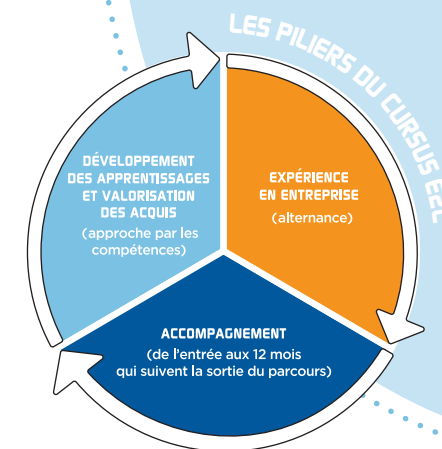 LES PILIERS DU CURSUS E2C
DÉVELOPPEMENT
DES APPRENTISSAGES
ET VALORISATION
DES ACQUIS
(approche par les
compétences)
EXPÉRIENCE
EN ENTREPRISE
(alternance)
ACCOMPAGNEMENT
(de l'entrée aux 12 mois
qui suivent la sortie du parcours)